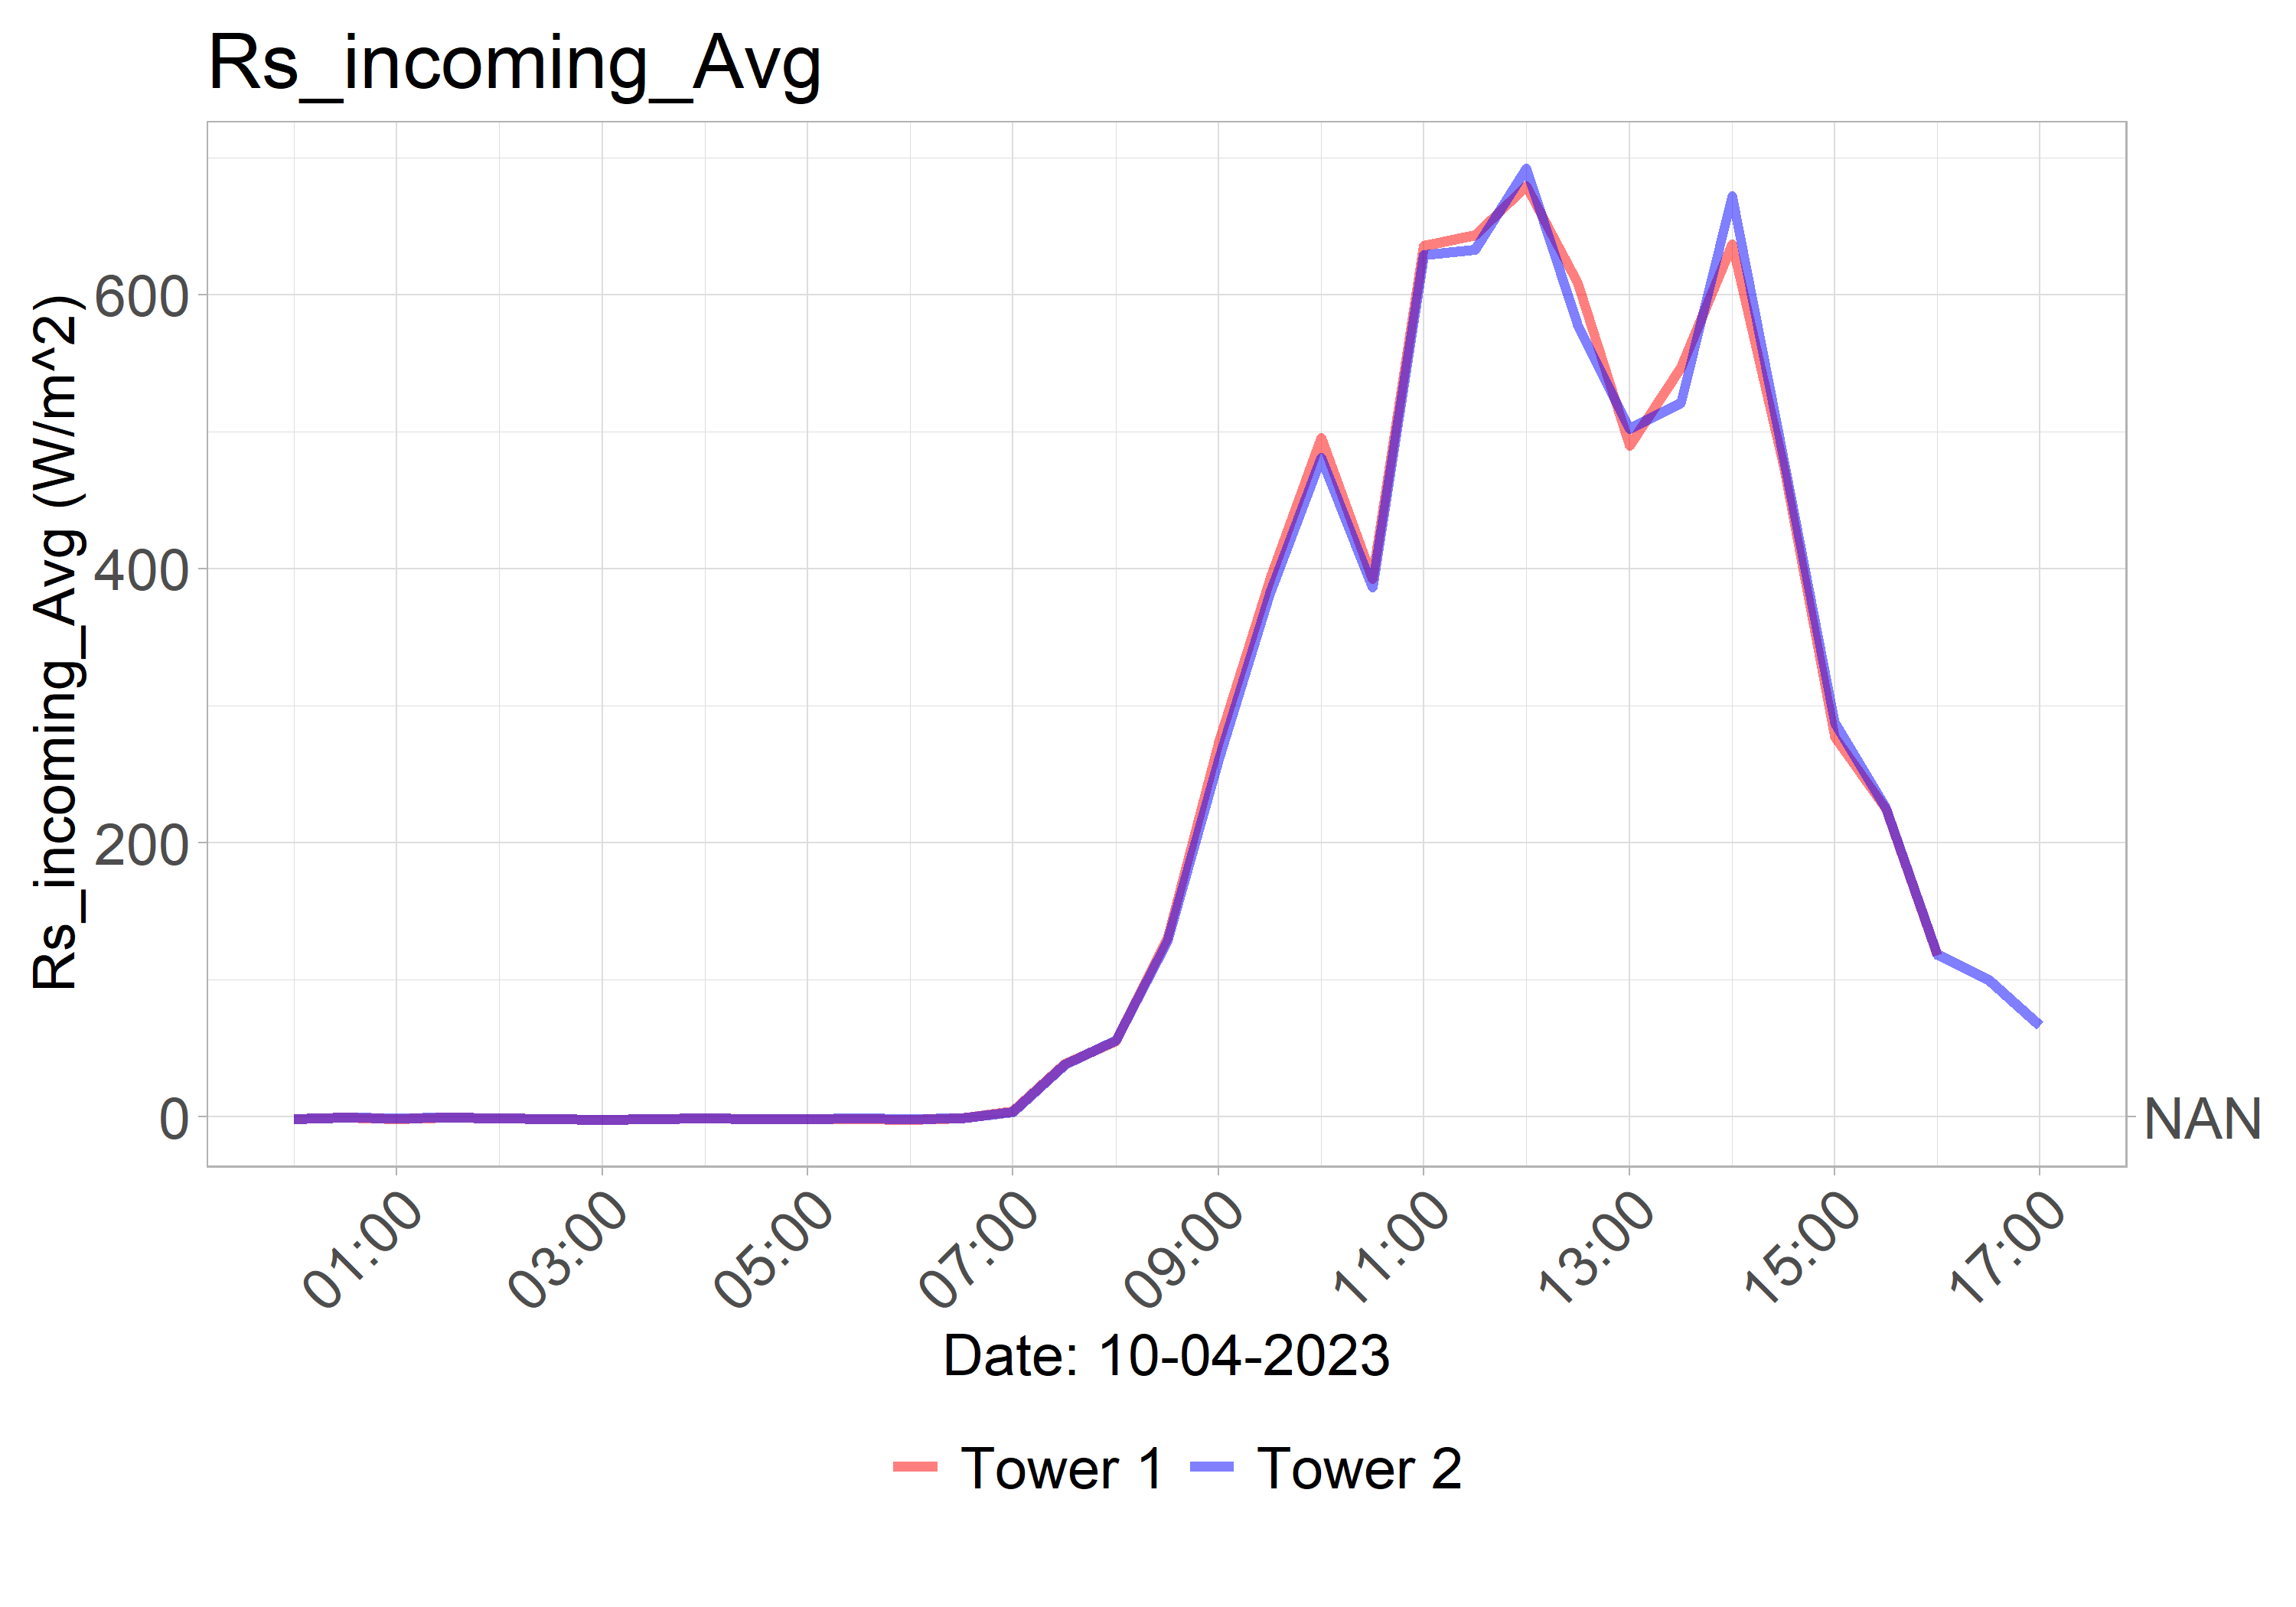 Rs_incoming_Avg
Rs_incoming_Avg (W/m^2)
600
400
200
0
NAN
01:00
03:00
05:00
07:00
09:00
11:00
13:00
15:00
17:00
Date: 10-04-2023
Tower 1
Tower 2